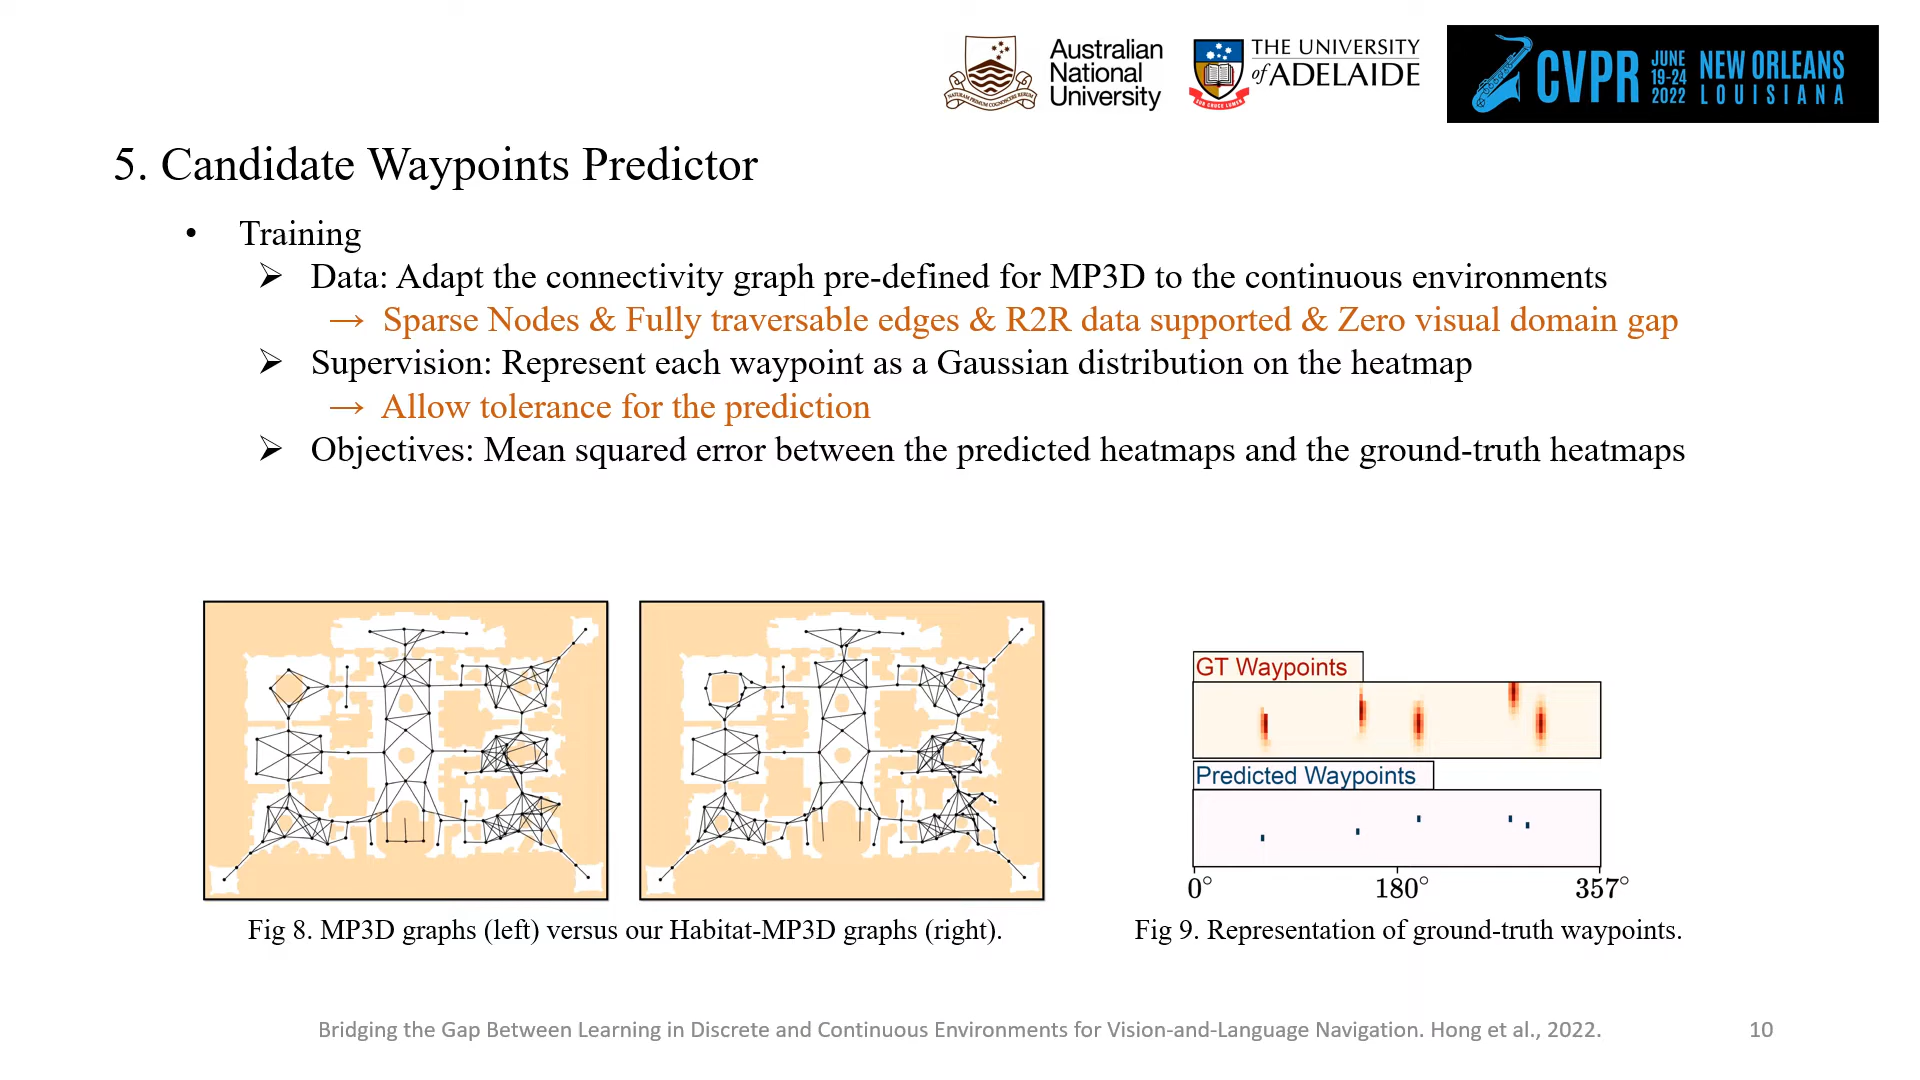 Australian
National
University
THE UNIVERSITY
of ADELAIDE
CVPR
JUNE
19-24
2022
NEW ORLEANS
LOUISIANA
5. Candidate Waypoints Predictor
• Training
➢ Data: Adapt the connectivity graph pre-defined for MP3D to the continuous environments
→ Sparse Nodes & Fully traversable edges & R2R data supported & Zero visual domain gap
➢ Supervision: Represent each waypoint as a Gaussian distribution on the heatmap
→ Allow tolerance for the prediction
➢ Objectives: Mean squared error between the predicted heatmaps and the ground-truth heatmaps
GT Waypoints
Predicted Waypoints
0° 180° 357°
Fig 8. MP3D graphs (left) versus our Habitat-MP3D graphs (right).
Fig 9. Representation of ground-truth waypoints.
Bridging the Gap Between Learning in Discrete and Continuous Environments for Vision-and-Language Navigation. Hong et al., 2022.
10